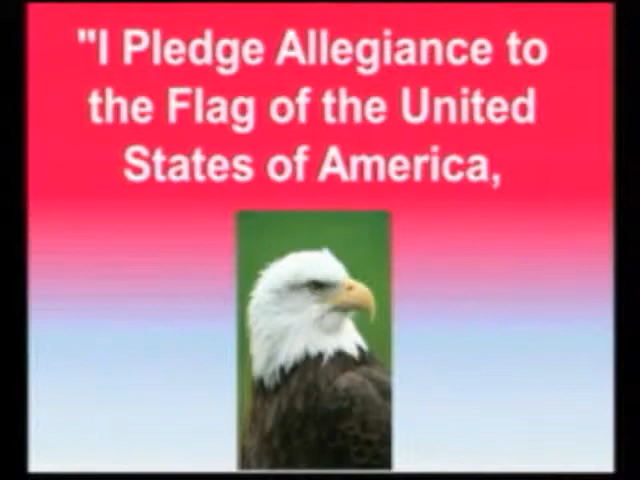 "I Pledge Allegiance to
the Flag of the United
States of America,